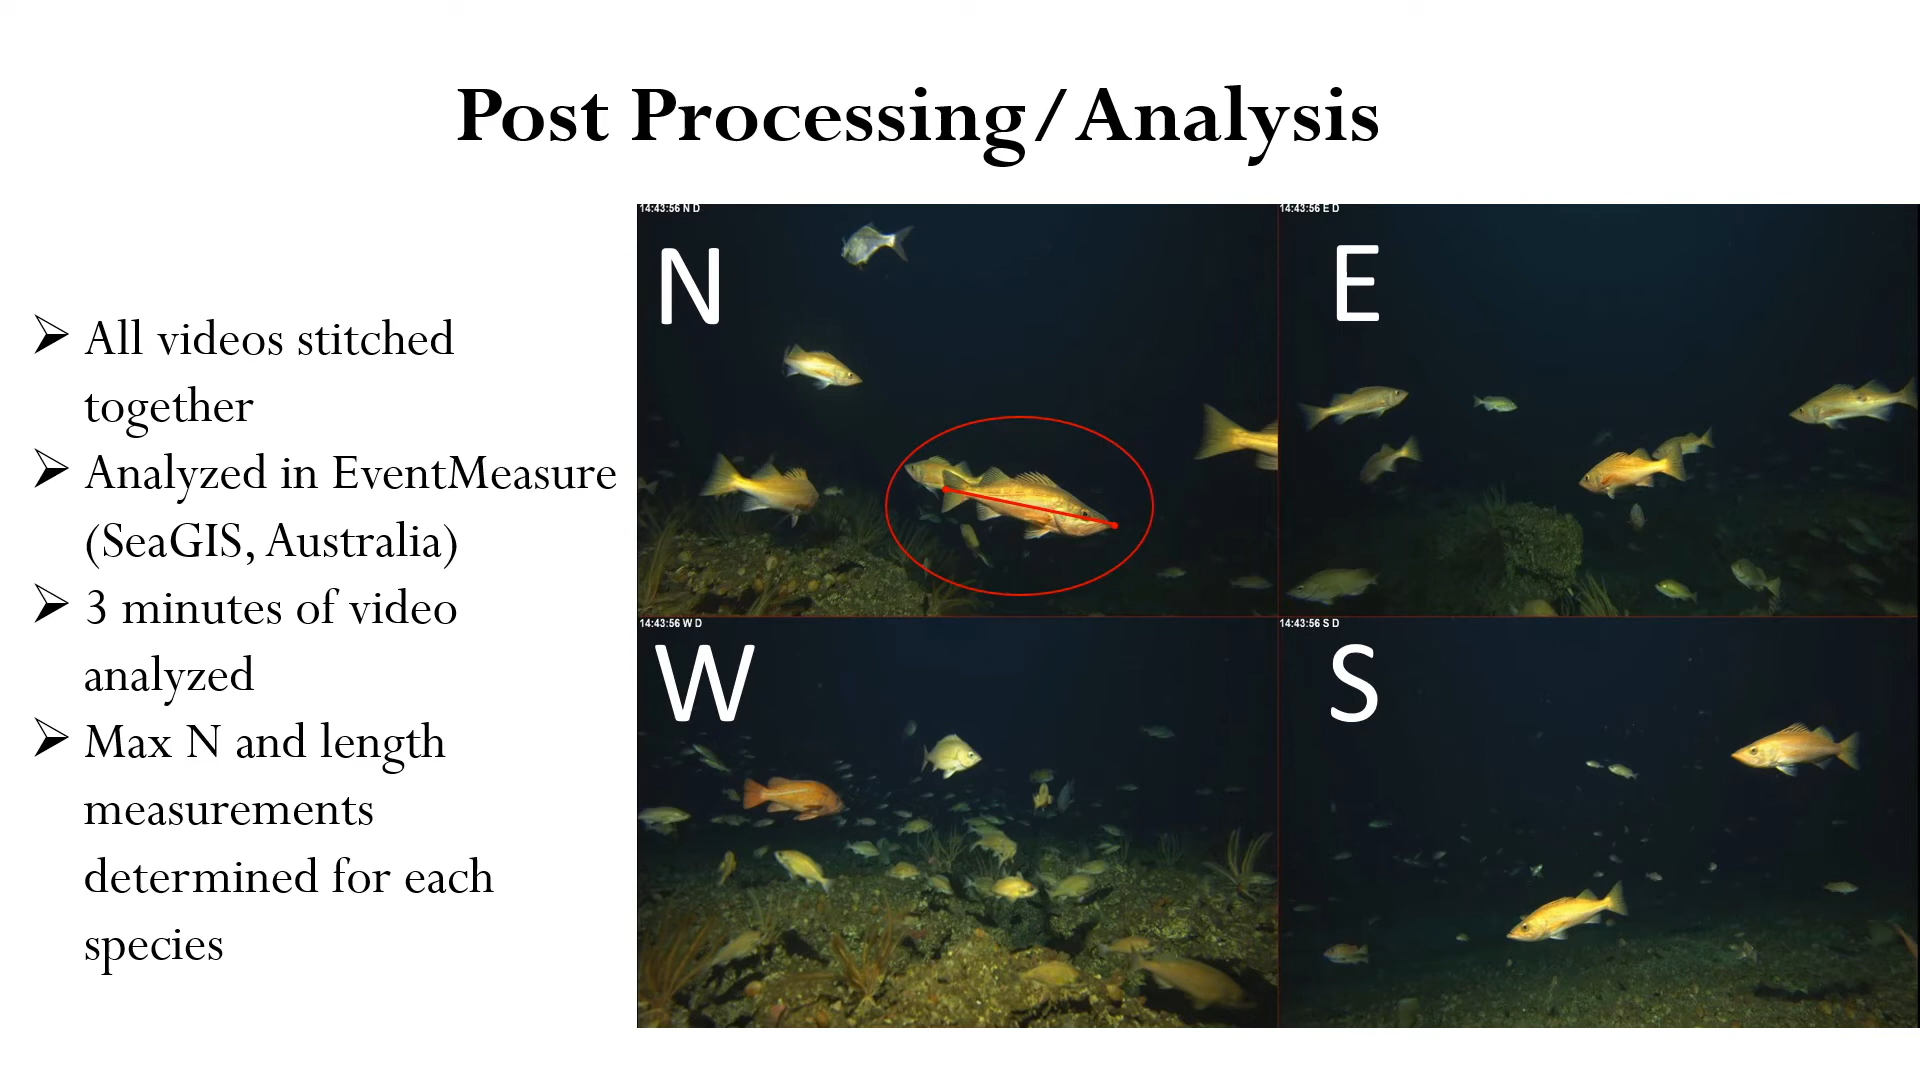 Post Processing/Analysis
➢ All videos stitched
together
➢ Analyzed in EventMeasure
(SeaGIS, Australia)
➢ 3 minutes of video
analyzed
➢ Max N and length
measurements
determined for each
species
14:43:56 N D
N
14:43:56 E D
E
14:43:56 W D
W
14:43:56 S D
S